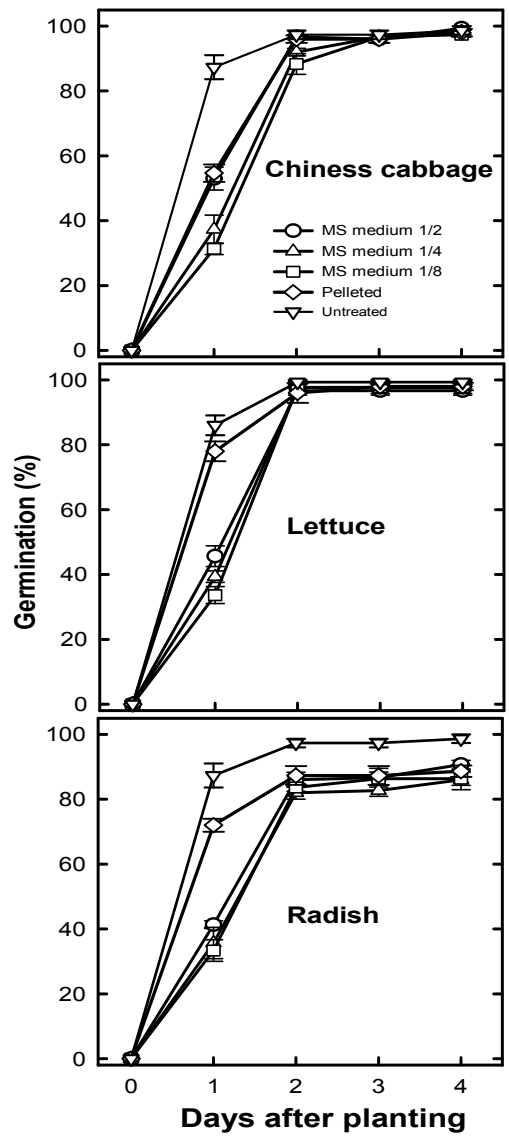 100
80
60
40
20
0
Chiness cabbage
MS medium 1/2
MS medium 1/4
MS medium 1/8
Pelleted
Untreated
Germination (%)
100
80
60
40
20
0
Lettuce
100
80
60
40
20
0
Radish
0 1 2 3 4
Days after planting